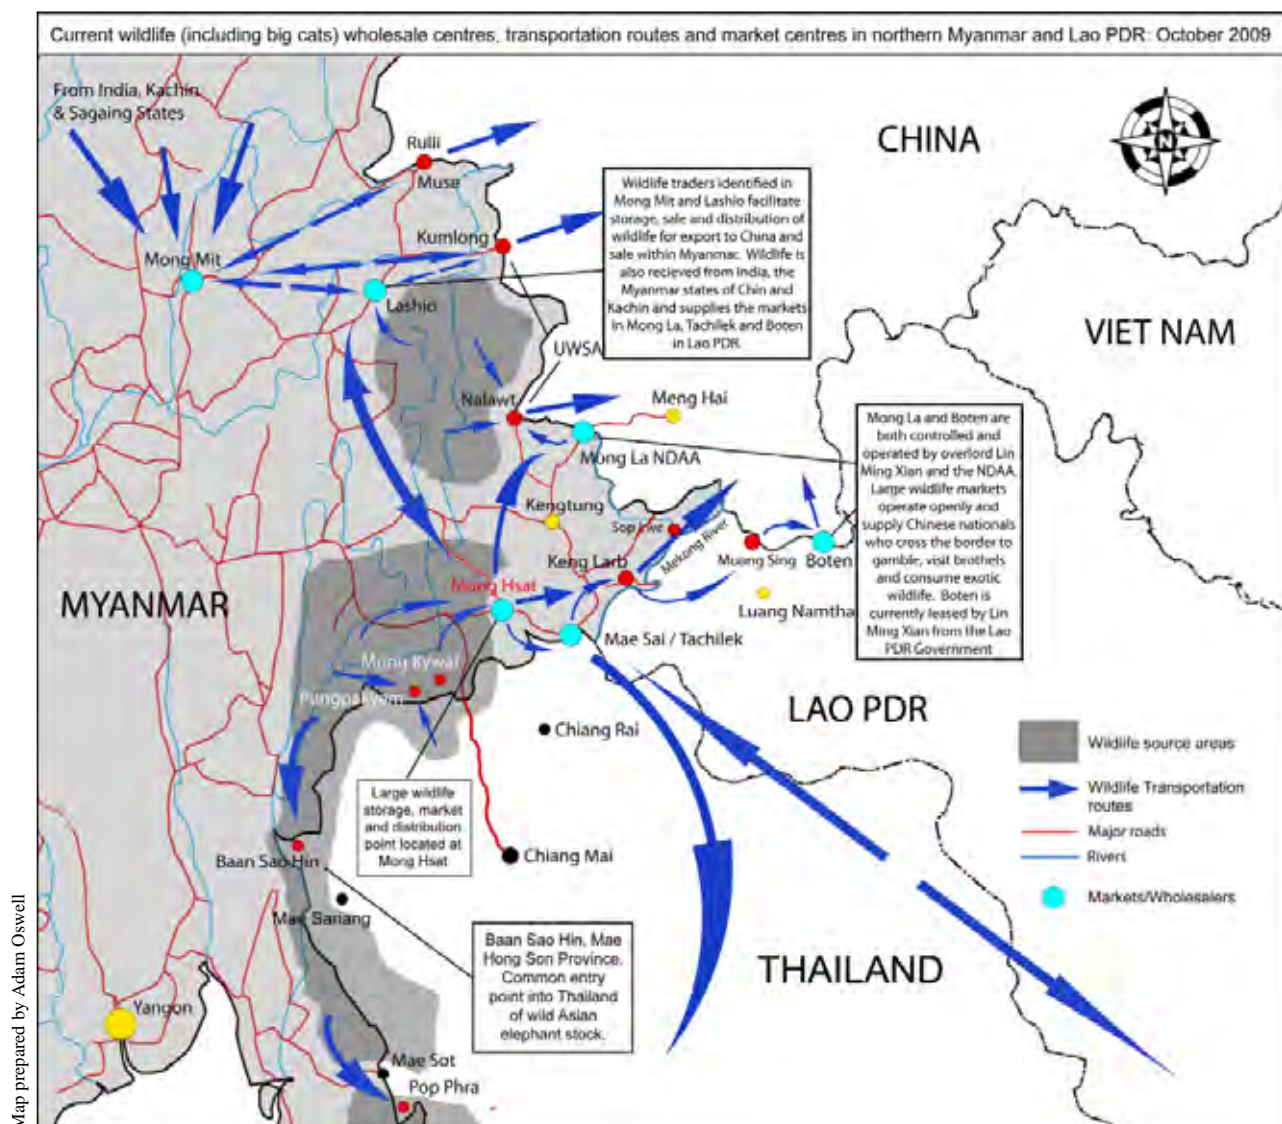 Current wildlife (including big cats) wholesale centres, transportation routes and market centres in northern Myanmar and Lao PDR: October 2009
From India, Kachin
& Sagaing States
CHINA
N
Rulli
Muse
Wildlife traders identified in
Mong Mit and Lashio facilitate
storage, sale and distribution of
wildlife for export to China and
sale within Myanmar. Wildlife is
also recieved from India, the
Myanmar states of Chin and
Kachin and supplies the markets
in Mong La, Tachilek and Boten
in Lao PDR
Kumlong
Mong Mit
Lashio
VIET NAM
UWSA
Nalawt
Meng Hai
Mong La NDAA
Mong La and Boten are
both controlled and
operated by overlord Lin
Ming Xian and the NDAA.
Large wildlife markets
operate openly and
supply Chinese nationals
who cross the border to
gamble, visit brothels
and consume exotic
wildlife. Boten is
currently leased by Lin
Ming Xian from the Lao
PDR Government
Kengtung
Sop Lwe
Mekong River
Keng Larb
Muang Sing
Boten
Mong Hsat
MYANMAR
Luang Namtha
Mae Sai / Tachilek
Mong Kywat
Pungpakyem
LAO PDR
Chiang Rai
Wildlife source areas
Wildlife Transportation
routes
Major roads
Rivers
Markets/Wholesalers
Large wildlife
storage, market
and distribution
point located at
Mong Hsat
Baan Sao Hin
Chiang Mai
Mae Sariang
Baan Sao Hin, Mae
Hong Son Province.
Common entry
point into Thailand
of wild Asian
elephant stock.
THAILAND
Yangon
Mae Sot
Pop Phra
Map prepared by Adam Oswell